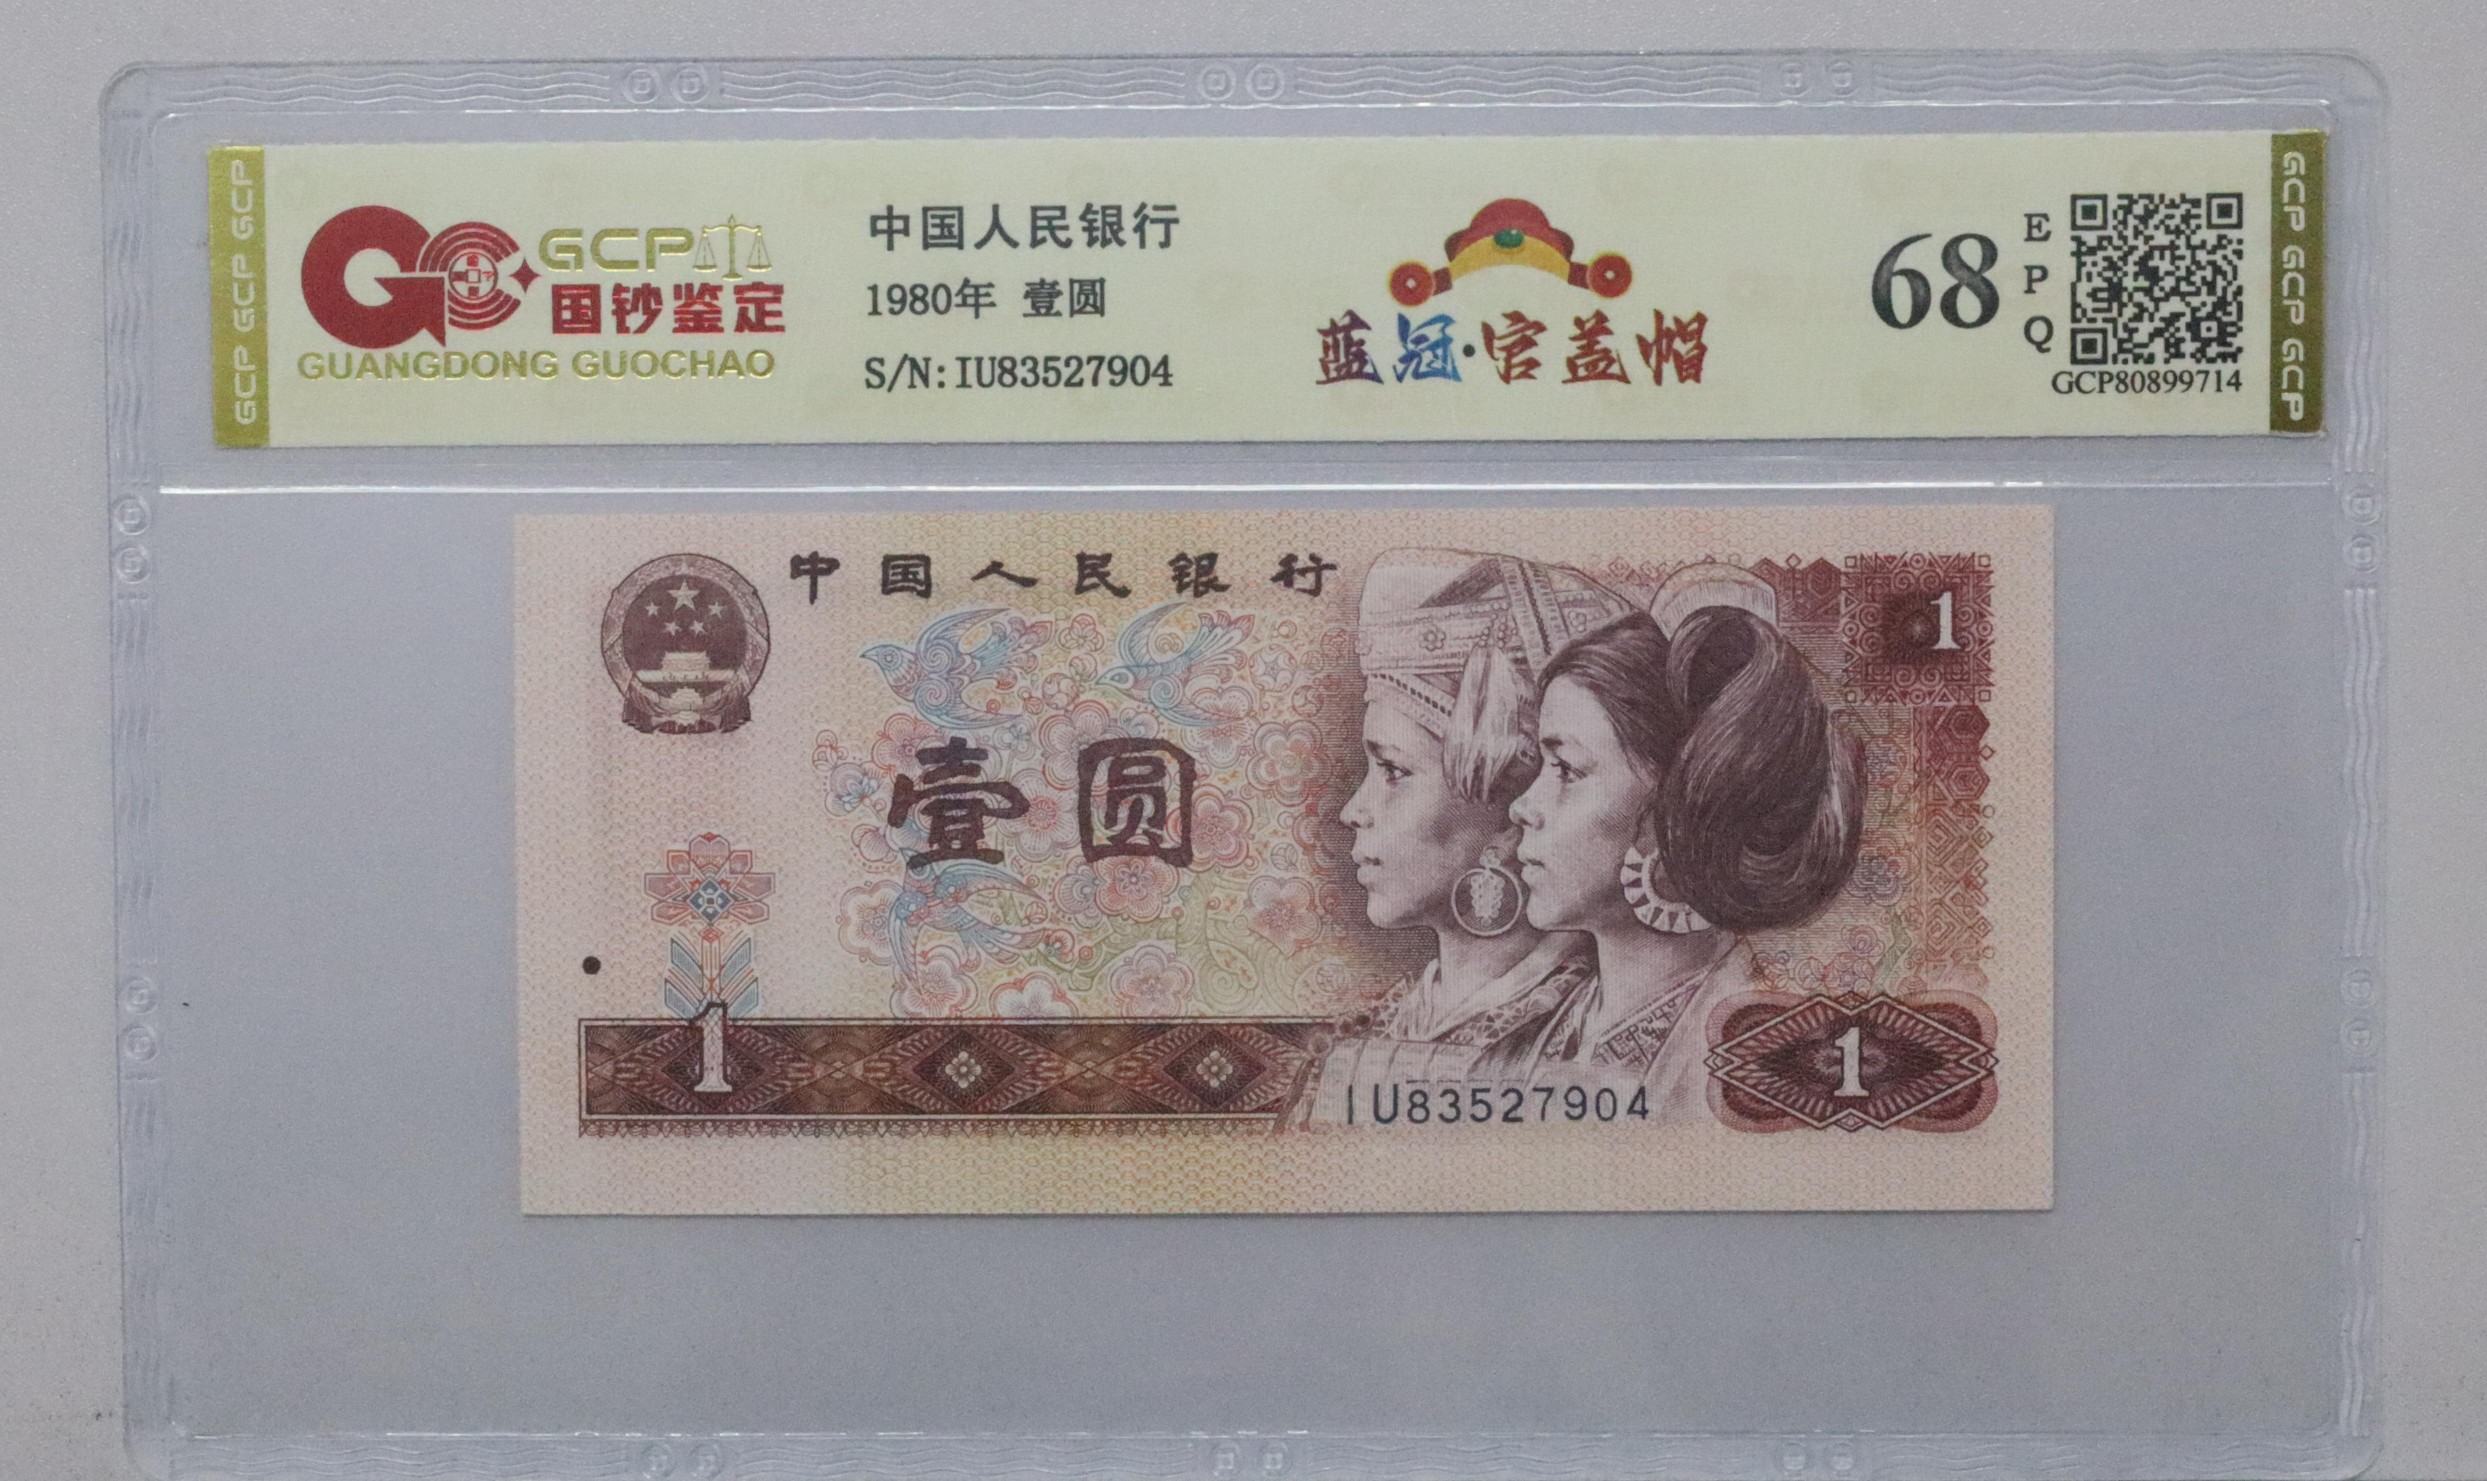 GCP GCP GCP GCP
GCP
国钞鉴定
GUANGDONG GUOCHAO
中国人民银行
1980年 壹圆
S/N:IU83527904
蓝冠·官盖帽
68
E
P
Q
GCP80899714
GCP GCP GCP GCP
中国人民银行
1
壹圆
1
1
IU83527904